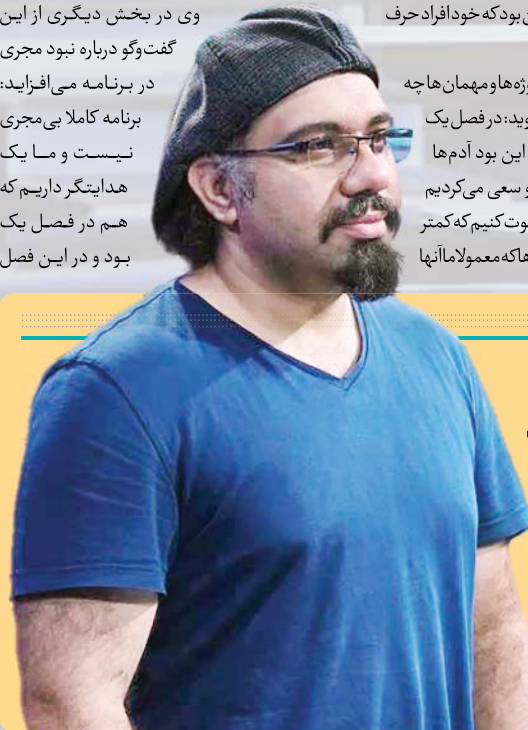 ن بود که خود افراد حرف
ژه‌ها و مهمان‌ها چه
وید: در فصل یک
این بود آدم‌ها
و سعی می‌کردیم
وت کنیم که کمتر
ها که معمولا ما آنها
وی در بخش دیگری از این
گفت‌وگو درباره نبود مجری
در برنامه می‌افزاید:
برنامه کاملا بی‌مجری
نیست و ما یک
هدایتگر داریم که
هم در فصل یک
بود و در این فصل